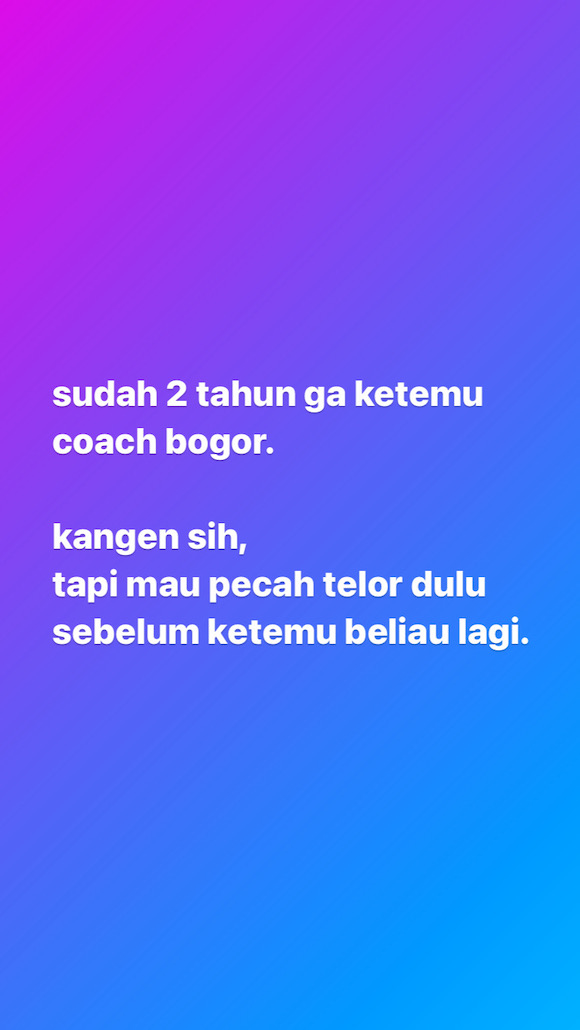 sudah 2 tahun ga ketemu
coach bogor.
kangen sih,
tapi mau pecah telor dulu
sebelum ketemu beliau lagi.